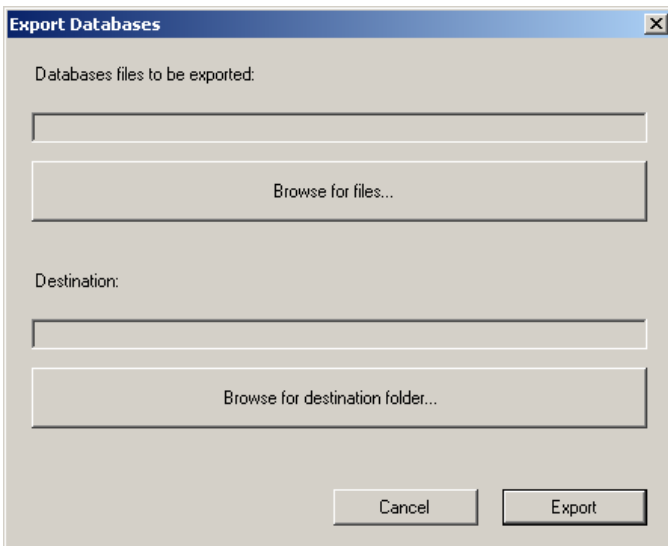 Export Databases
Databases files to be exported:
Browse for files...
Destination:
Browse for destination folder...
Cancel Export